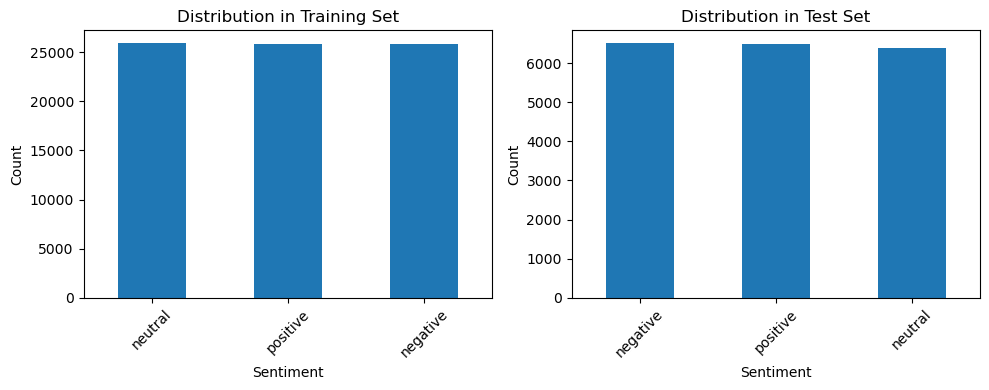 Distribution in Training Set
Count
25000
20000
15000
10000
5000
0
neutral
positive
negative
Sentiment
Distribution in Test Set
Count
6000
5000
4000
3000
2000
1000
0
negative
positive
neutral
Sentiment